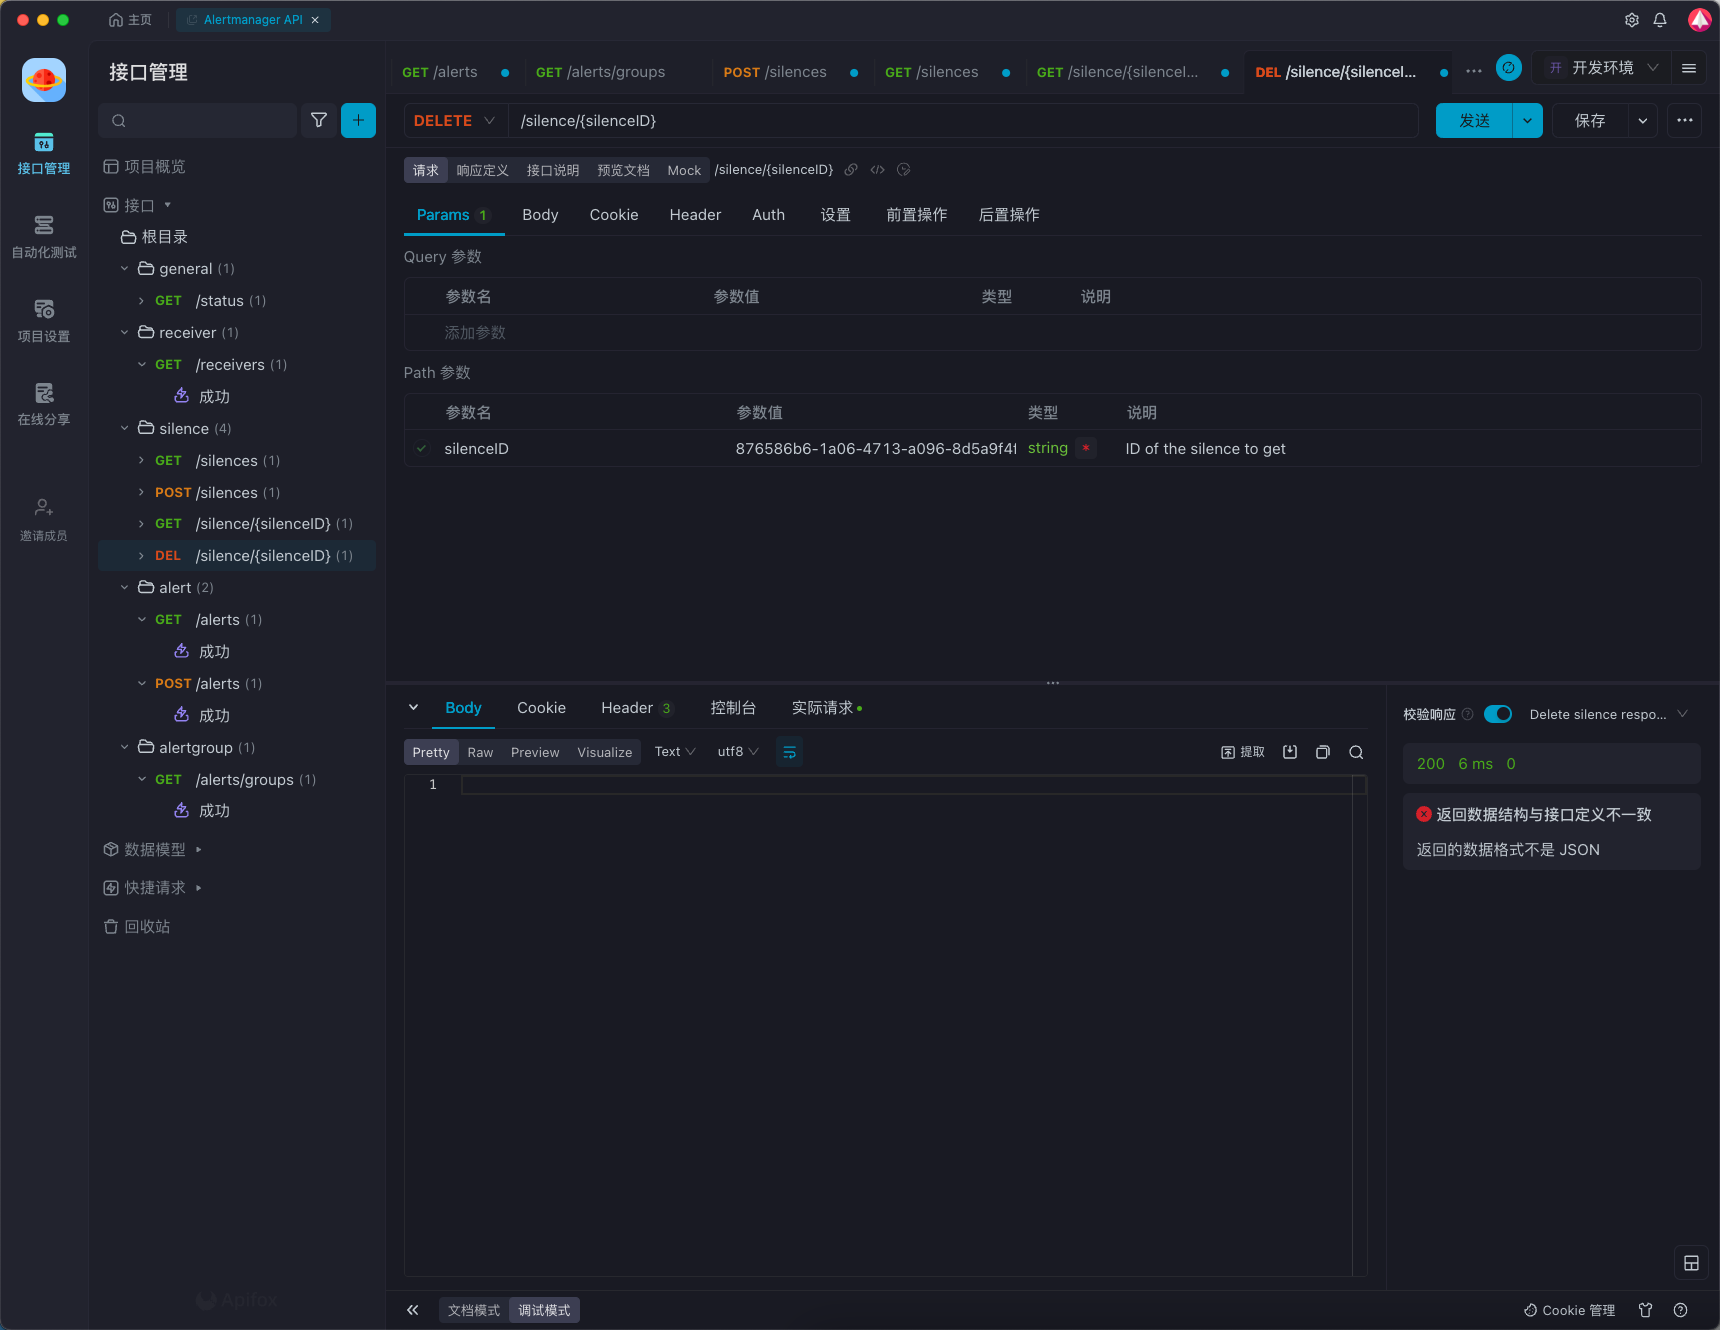 主页
Alertmanager API
接口管理
自动化测试
项目设置
在线分享
邀请成员
接口管理
项目概览
接口
根目录
general (1)
GET /status (1)
receiver (1)
GET /receivers (1)
成功
silence (4)
GET /silences (1)
POST /silences (1)
GET /silence/{silenceID} (1)
DEL /silence/{silenceID} (1)
alert (2)
GET /alerts (1)
成功
POST /alerts (1)
成功
alertgroup (1)
GET /alerts/groups (1)
成功
数据模型
快捷请求
回收站
Apifox
GET /alerts
GET /alerts/groups
POST /silences
GET /silences
GET /silence/{silencel...
DEL /silence/{silencel...
开 开发环境
DELETE /silence/{silenceID}
发送
保存
请求 响应定义 接口说明 预览文档 Mock /silence/{silenceID}
Params 1 Body Cookie Header Auth 设置 前置操作 后置操作
Query 参数
参数名 参数值 类型 说明
添加参数
Path 参数
参数名 参数值 类型 说明
silenceID 876586b6-1a06-4713-a096-8d5a9f4f string * ID of the silence to get
Body Cookie Header 3 控制台 实际请求
Pretty Raw Preview Visualize Text utf8
提取
1
校验响应 Delete silence respo...
200 6 ms 0
返回数据结构与接口定义不一致
返回的数据格式不是 JSON
文档模式 调试模式
Cookie 管理